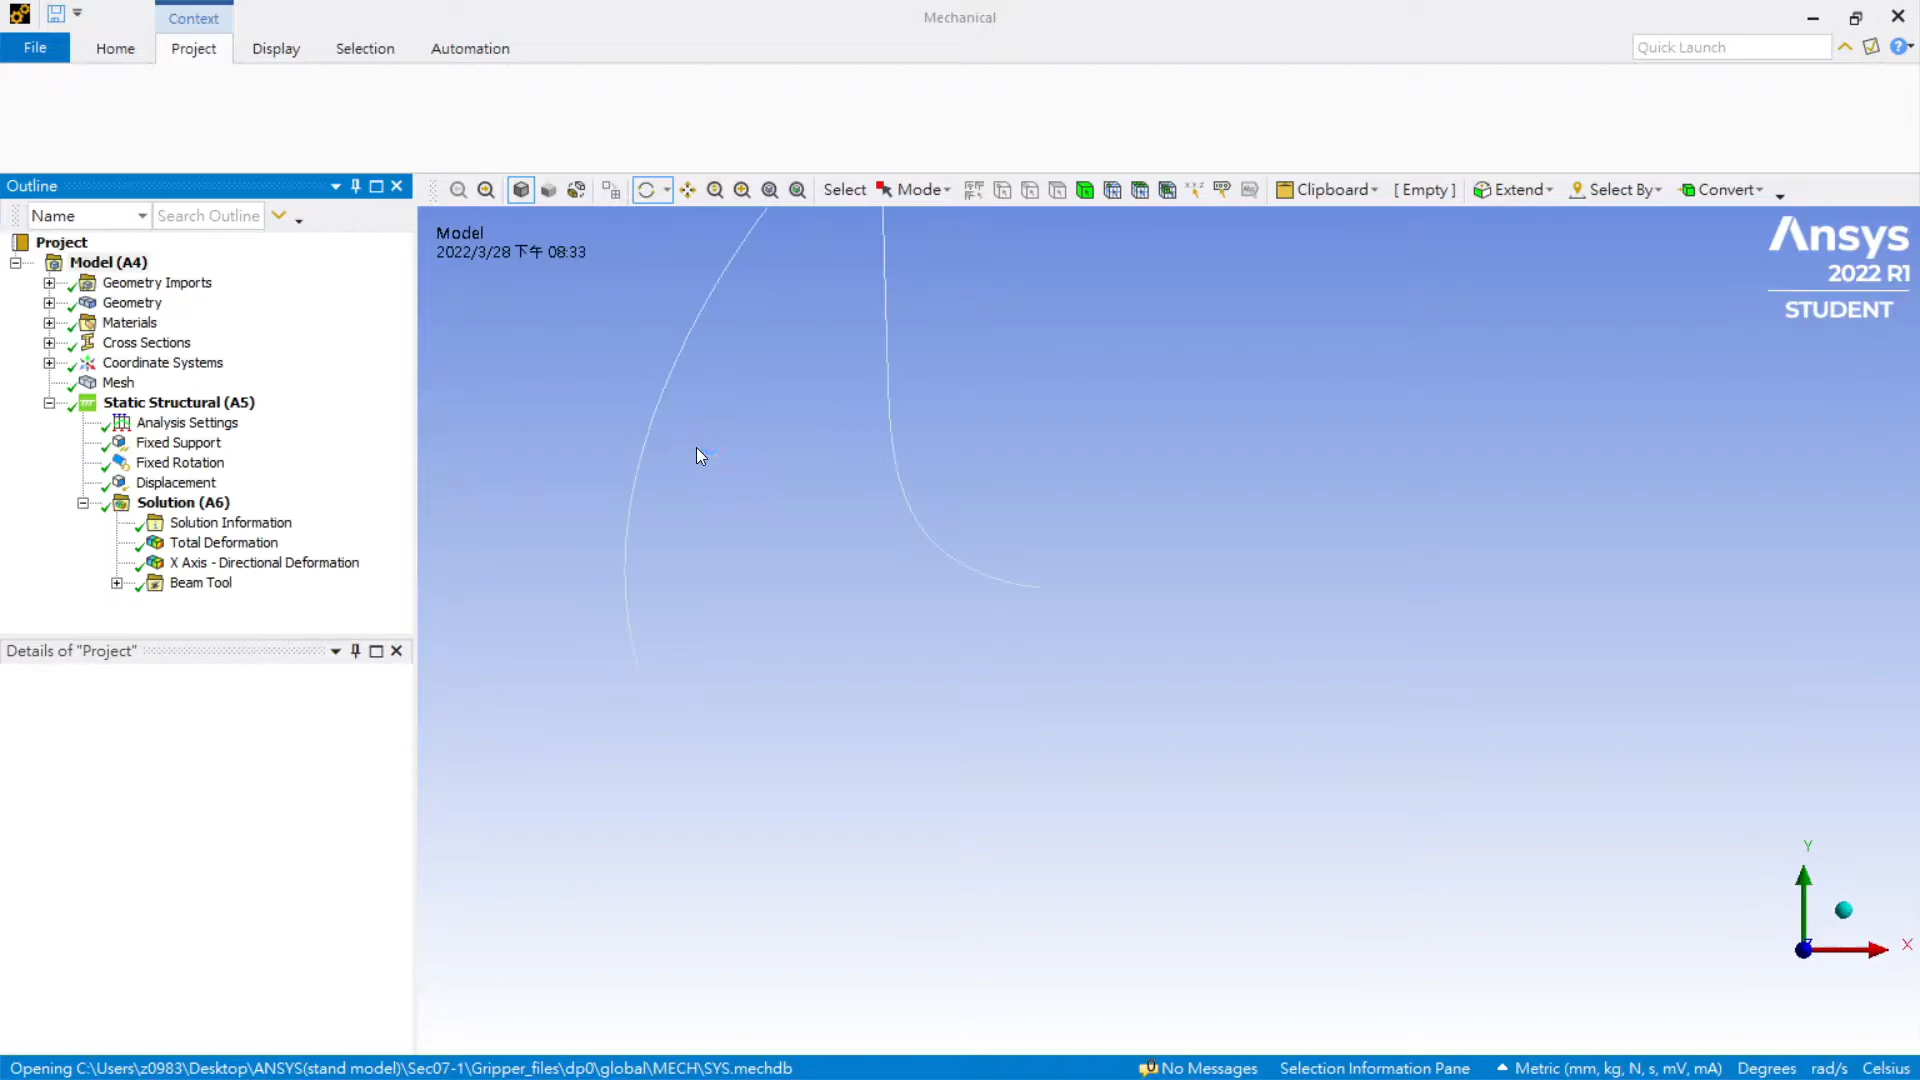 Context
Mechanical
File
Home
Project
Display
Selection
Automation
Quick Launch
Outline
Select
Mode
Clipboard
[ Empty ]
Extend
Select By
Convert
Name
Search Outline
Project
Model (A4)
Geometry Imports
Geometry
Materials
Cross Sections
Coordinate Systems
Mesh
Static Structural (A5)
Analysis Settings
Fixed Support
Fixed Rotation
Displacement
Solution (A6)
Solution Information
Total Deformation
X Axis - Directional Deformation
Beam Tool
Details of "Project"
Model
2022/3/28 下午 08:33
Ansys
2022 R1
STUDENT
Y
X
Opening C:\Users\z0983\Desktop\ANSYS(stand model)\Sec07-1\Gripper_files\dp0\global\MECH\SYS.mechdb
0
No Messages
Selection Information Pane
Metric (mm, kg, N, s, mV, mA)
Degrees
rad/s
Celsius